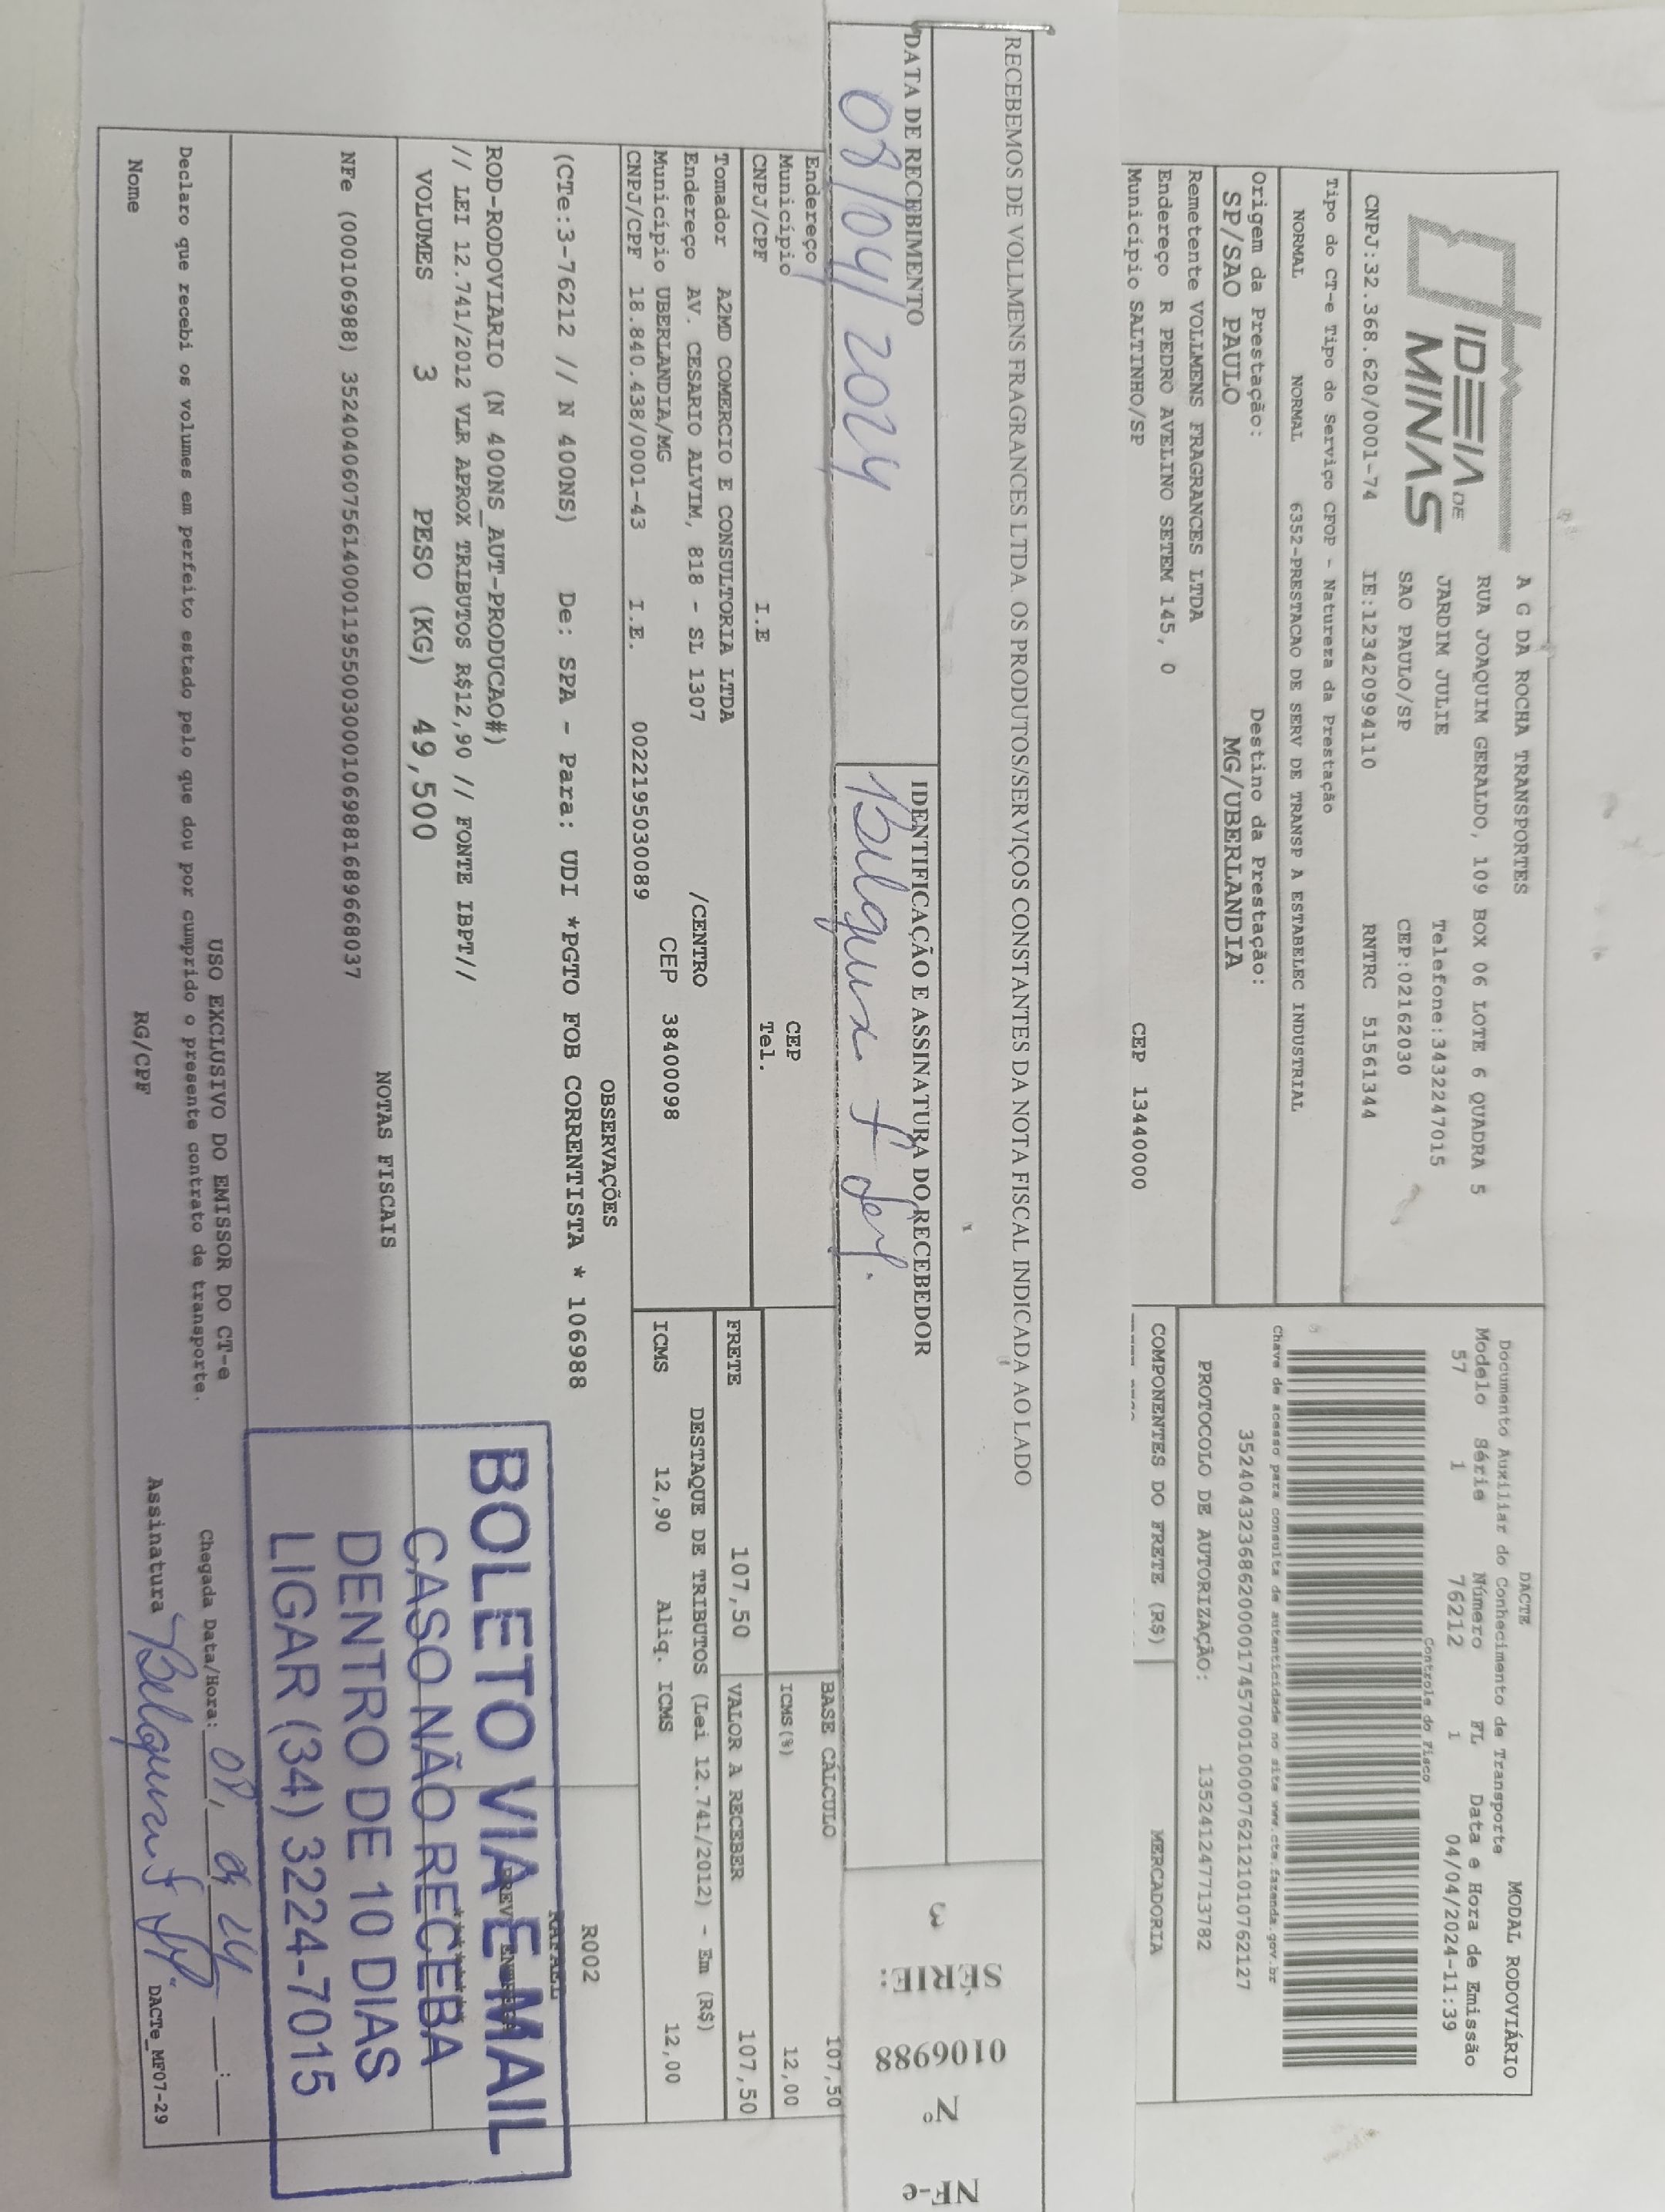 IDEIA DE
MINAS
A G DA ROCHA TRANSPORTES
RUA JOAQUIM GERALDO, 109 BOX 06 LOTE 6 QUADRA 5
JARDIM JULIE Telefone:3432247015
SAO PAULO/SP CEP:02162030
CNPJ:32.368.620/0001-74 IE:123420994110 RNTRC 51561344
Tipo do CT-e Tipo do Serviço CFOP - Natureza da Prestação
NORMAL NORMAL 6352-PRESTACAO DE SERV DE TRANSP A ESTABELEC INDUSTRIAL
Origem da Prestação: Destino da Prestação:
SP/SAO PAULO MG/UBERLANDIA
Remetente VOLLMENS FRAGRANCES LTDA
Endereço R PEDRO AVELINO SETEM 145, 0
Município SALTINHO/SP CEP 13440000
DACTE MODAL RODOVIÁRIO
Documento Auxiliar do Conhecimento de Transporte
Modelo Série Número FL Data e Hora de Emissão
57 1 76212 1 04/04/2024-11:39
Controle do Fisco
Chave de acesso para consulta de autenticidade no site www.cte.fazenda.gov.br
35240432368620000174570010000762121010762127
PROTOCOLO DE AUTORIZAÇÃO: 135241247713782
COMPONENTES DO FRETE (R$) MERCADORIA
RECEBEMOS DE VOLLMENS FRAGRANCES LTDA. OS PRODUTOS/SERVIÇOS CONSTANTES DA NOTA FISCAL INDICADA AO LADO
DATA DE RECEBIMENTO IDENTIFICAÇÃO E ASSINATURA DO RECEBEDOR
08/04/2024
NF-e
Nº 0106988
SÉRIE: 3
Endereço
Município CEP
CNPJ/CPF I.E Tel.
BASE CÁLCULO 107,50
ICMS(%) 12,00
FRETE 107,50 VALOR A RECEBER 107,50
Tomador A2MD COMERCIO E CONSULTORIA LTDA
Endereço AV. CESARIO ALVIM, 818 - SL 1307 /CENTRO
Município UBERLANDIA/MG CEP 38400098
CNPJ/CPF 18.840.438/0001-43 I.E. 0022195030089
DESTAQUE DE TRIBUTOS (Lei 12.741/2012) - Em (R$)
ICMS 12,90 Aliq. ICMS 12,00
OBSERVAÇÕES
R002
(CTe:3-76212 // N 400NS) De: SPA - Para: UDI *PGTO FOB CORRENTISTA * 106988
RAFAEL
ROD-RODOVIARIO (N 400NS_AUT-PRODUCAO#)
PREV. ENTREGA
// LEI 12.741/2012 VLR APROX TRIBUTOS R$12,90 // FONTE IBPT//
VOLUMES 3 PESO (KG) 49,500
NOTAS FISCAIS
NFe (000106988) 35240406075614000119550030001069881689668037
BOLETO VIA E-MAIL
CASO NÃO RECEBA
DENTRO DE 10 DIAS
LIGAR (34) 3224-7015
USO EXCLUSIVO DO EMISSOR DO CT-e
Declaro que recebi os volumes em perfeito estado pelo que dou por cumprido o presente contrato de transporte.
Chegada Data/Hora: 08, 04 24 :
Nome RG/CPF Assinatura
DACTe_MF07-29